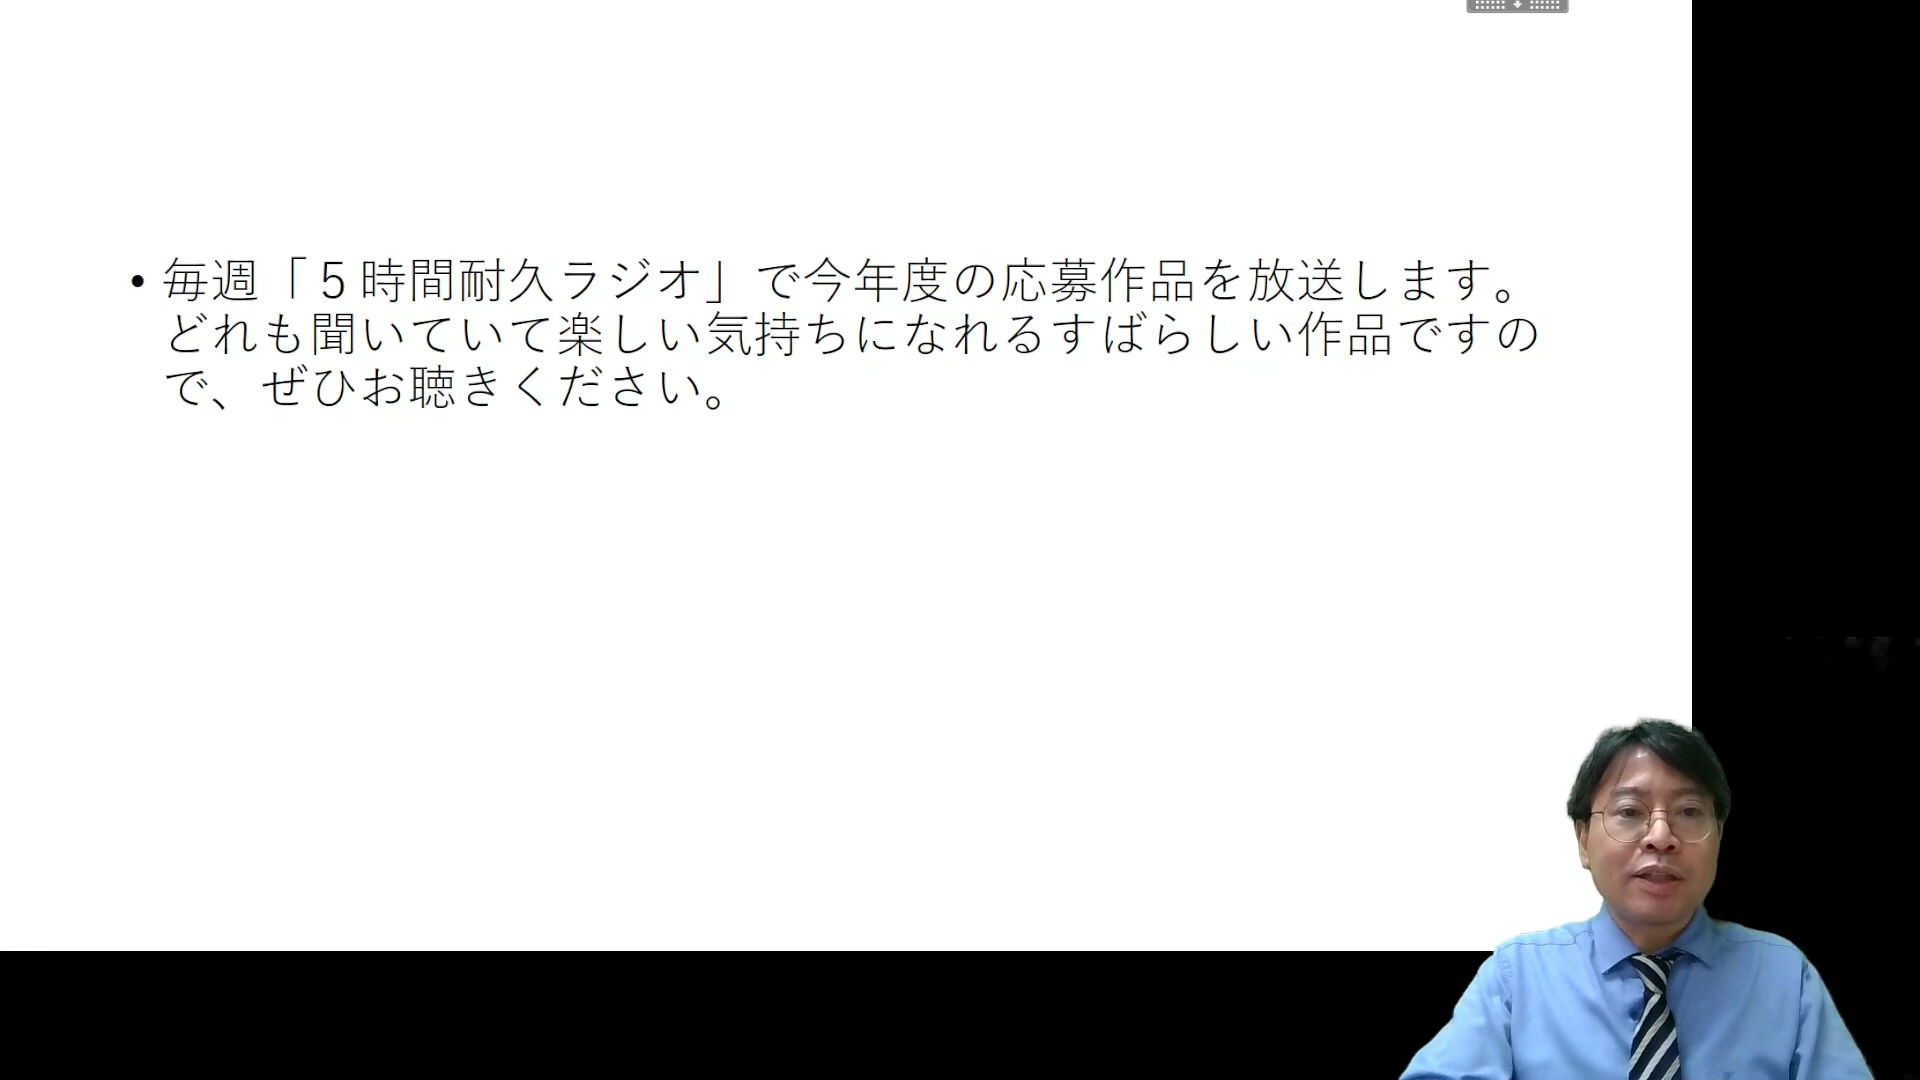 ・毎週「５時間耐久ラジオ」で今年度の応募作品を放送します。
どれも聞いていて楽しい気持ちになれるすばらしい作品ですの
で、ぜひお聴きください。